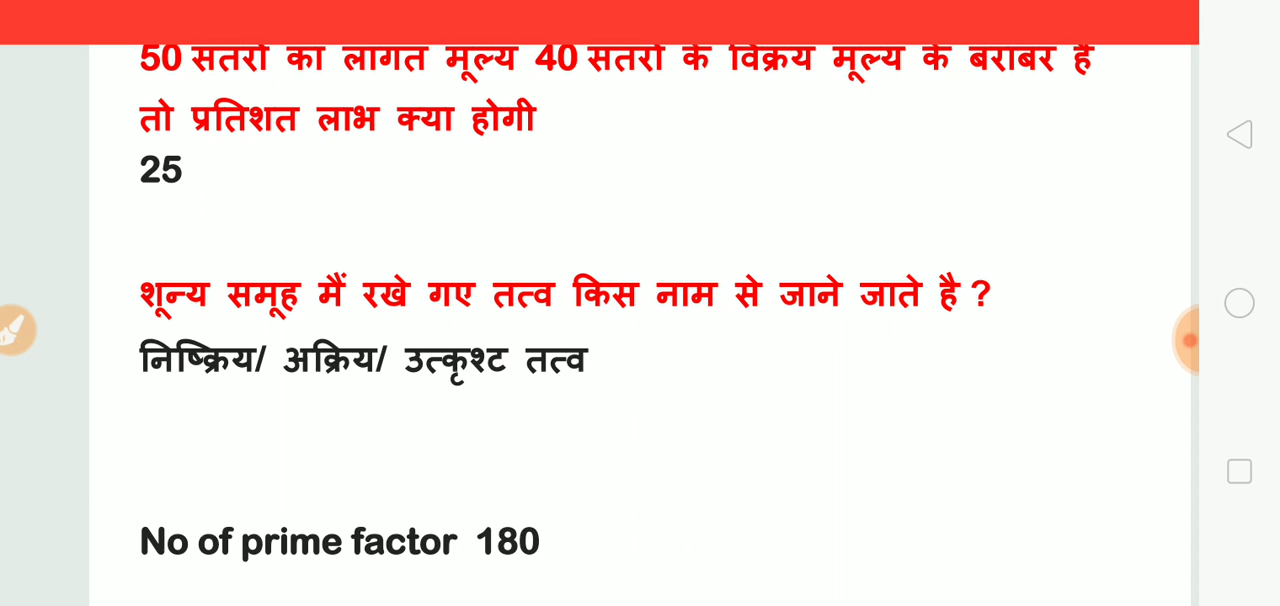 50 संतरों का लागत मूल्य 40 संतरों के विक्रय मूल्य के बराबर है
तो प्रतिशत लाभ क्या होगी
25
शून्य समूह मैं रखे गए तत्व किस नाम से जाने जाते है ?
निष्क्रिय/ अक्रिय/ उत्कृश्ट तत्व
No of prime factor 180